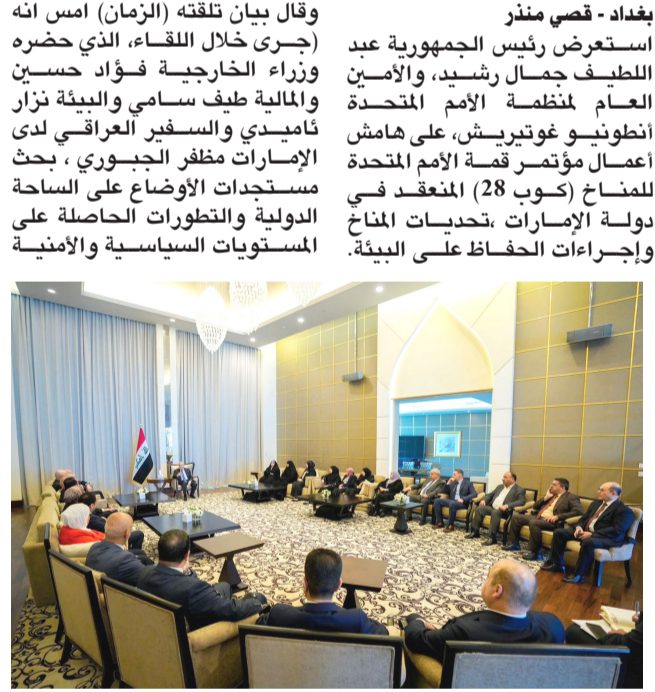 بغداد - قصي منذر
استعرض رئيس الجمهورية عبد
اللطيف جمال رشيد، والأمين
العام لمنظمة الأمم المتحدة
أنطونيو غوتيريش، على هامش
أعمال مؤتمر قمة الأمم المتحدة
للمناخ (كوب 28) المنعقد في
دولة الإمارات ،تحديات المناخ
وإجراءات الحفاظ على البيئة.
وقال بيان تلقته (الزمان) امس انه
(جرى خلال اللقاء، الذي حضره
وزراء الخارجية فؤاد حسين
والمالية طيف سامي والبيئة نزار
ئاميدي والسفير العراقي لدى
الإمارات مظفر الجبوري ، بحث
مستجدات الأوضاع على الساحة
الدولية والتطورات الحاصلة على
المستويات السياسية والأمنية